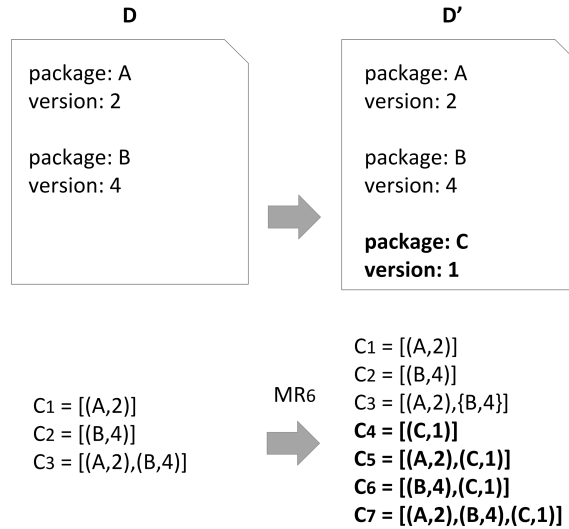 D
package: A
version: 2
package: B
version: 4
D’
package: A
version: 2
package: B
version: 4
package: C
version: 1
C1 = [(A,2)]
C2 = [(B,4)]
C3 = [(A,2),(B,4)]
MR6
C1 = [(A,2)]
C2 = [(B,4)]
C3 = [(A,2),{B,4}]
C4 = [(C,1)]
C5 = [(A,2),(C,1)]
C6 = [(B,4),(C,1)]
C7 = [(A,2),(B,4),(C,1)]